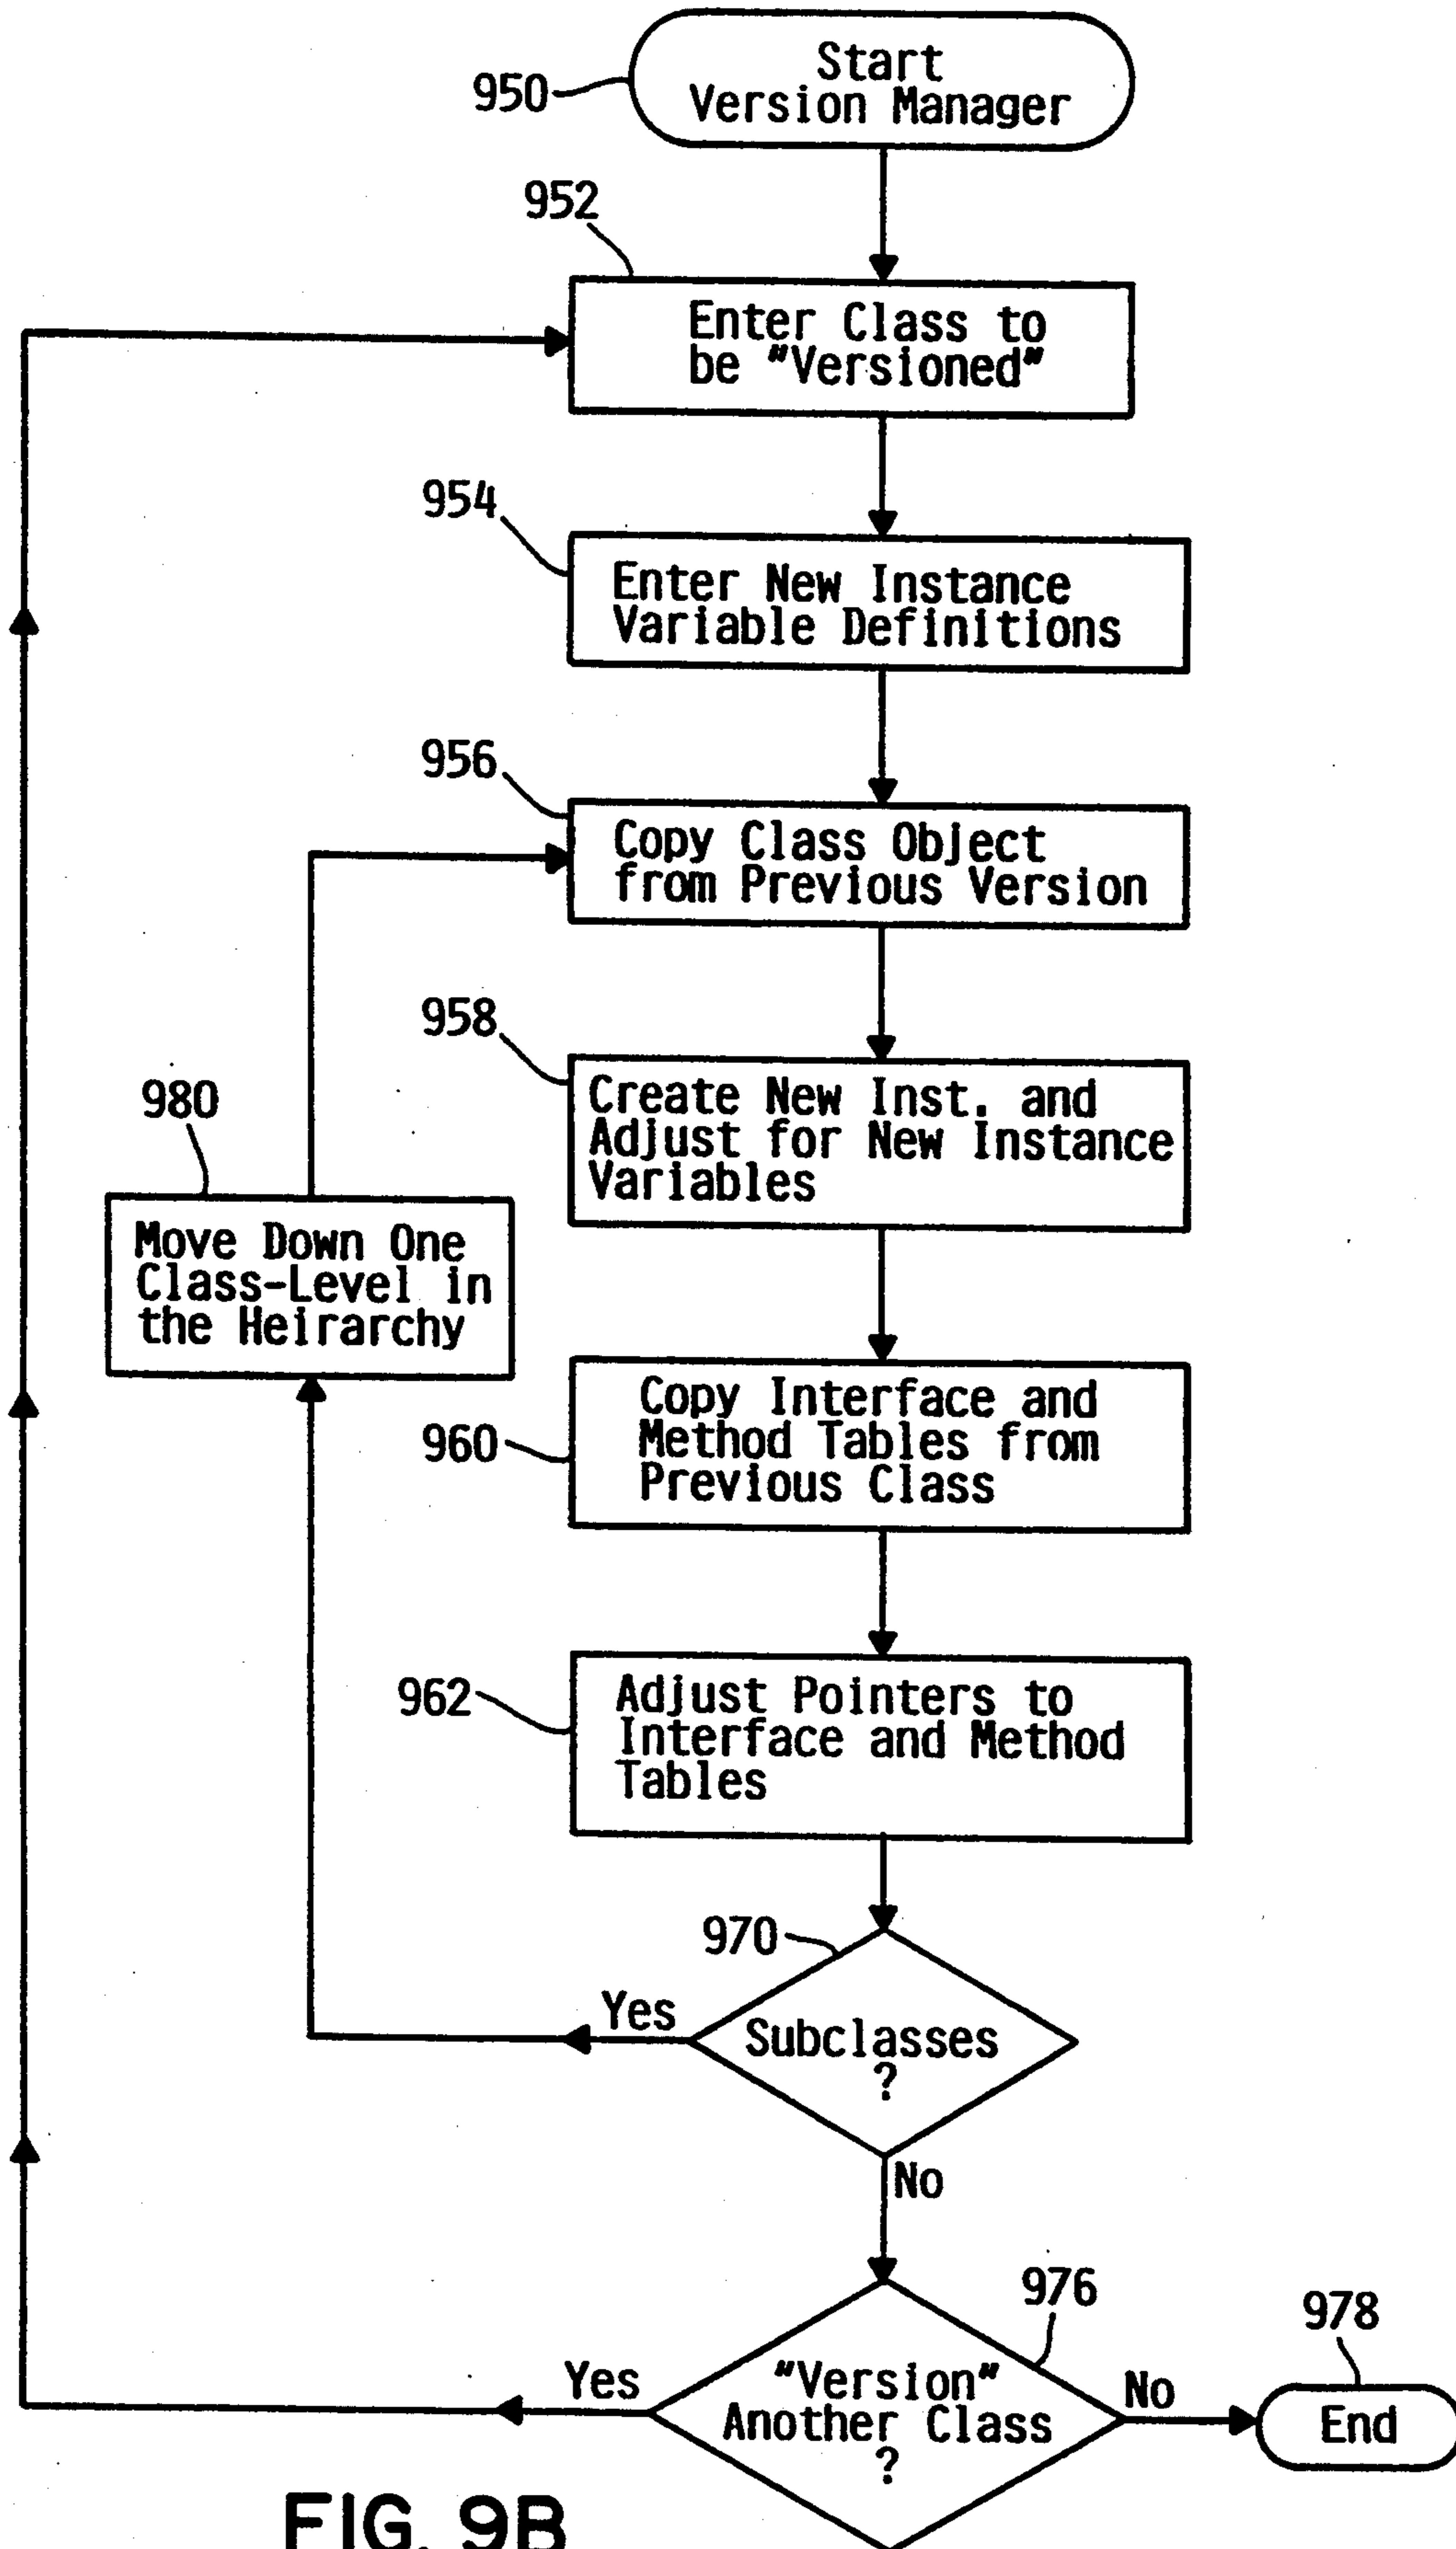 Start
Version Manager
950
952
Enter Class to
be "Versioned"
954
Enter New Instance
Variable Definitions
956
Copy Class Object
from Previous Version
958
Create New Inst. and
Adjust for New Instance
Variables
980
Move Down One
Class-Level in
the Heirarchy
960
Copy Interface and
Method Tables from
Previous Class
962
Adjust Pointers to
Interface and Method
Tables
970
Yes
Subclasses
?
No
976
978
Yes
"Version"
Another Class
?
No
End
FIG. 9B